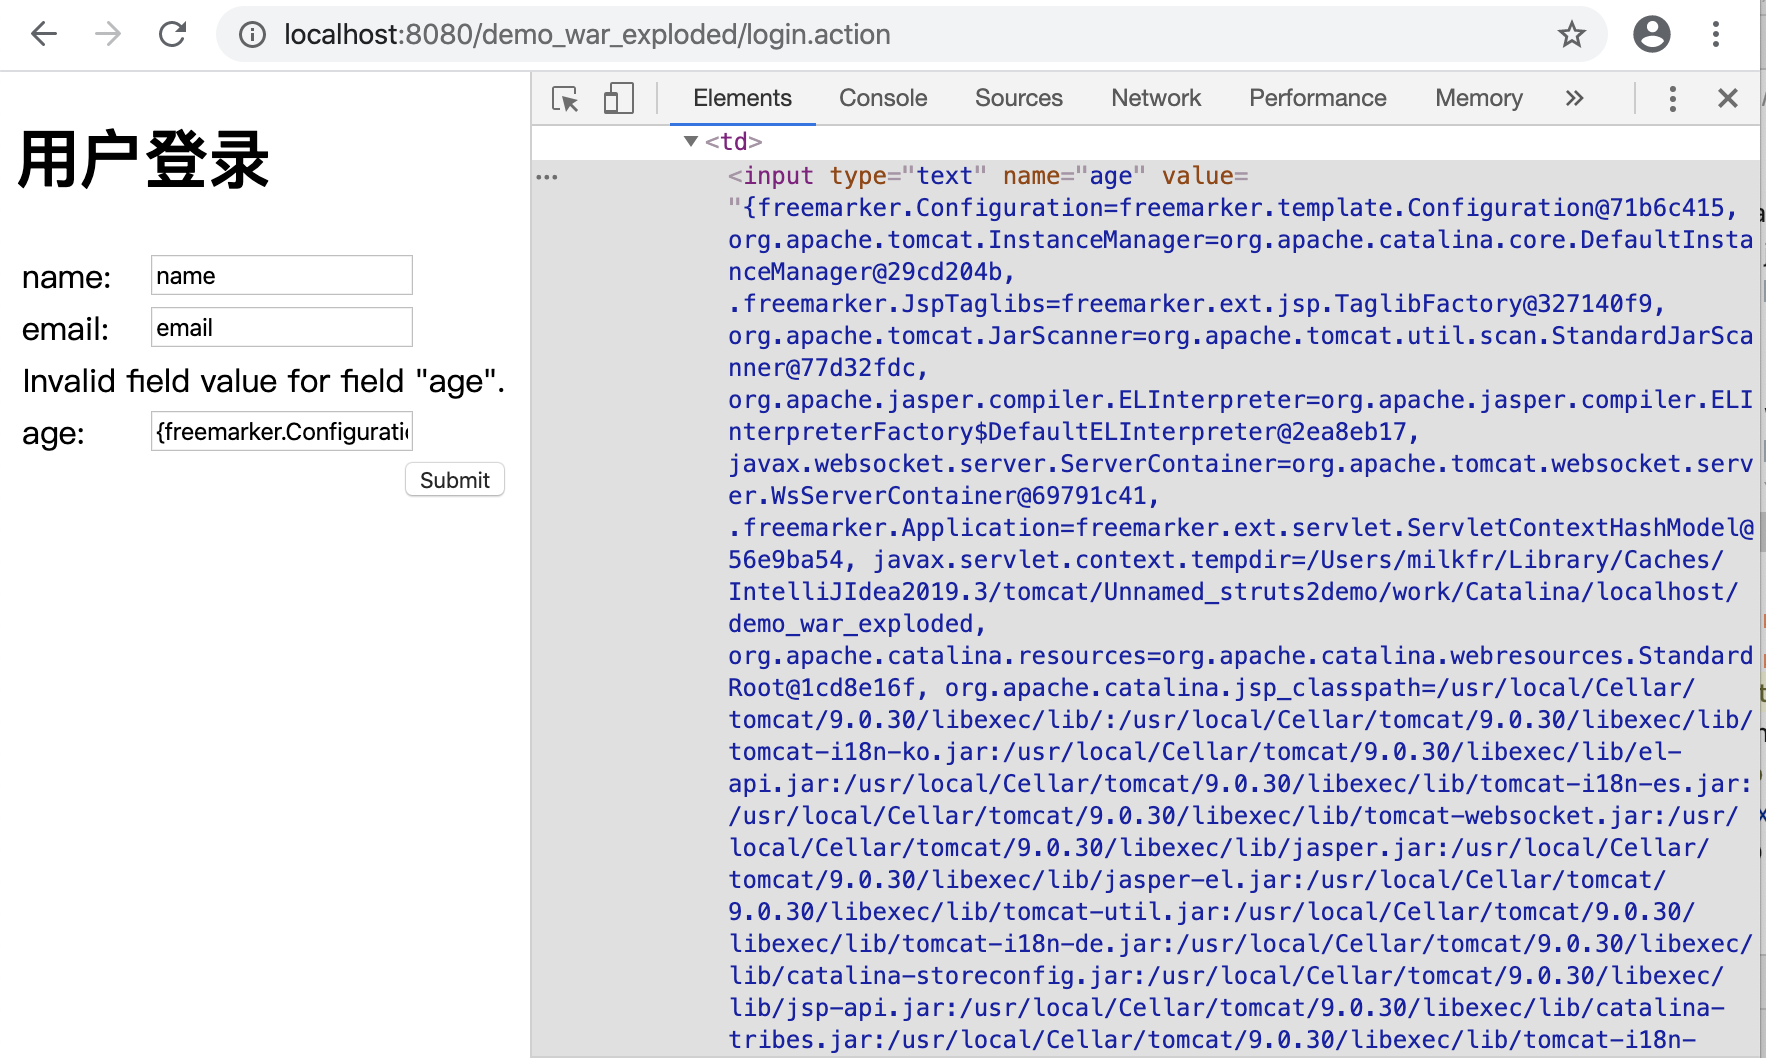 localhost:8080/demo_war_exploded/login.action
用户登录
name: name
email: email
Invalid field value for field "age".
age: {freemarker.Configurati
Submit
Elements Console Sources Network Performance Memory »
▼<td>
<input type="text" name="age" value=
"{freemarker.Configuration=freemarker.template.Configuration@71b6c415,
org.apache.tomcat.InstanceManager=org.apache.catalina.core.DefaultInsta
nceManager@29cd204b,
.freemarker.JspTaglibs=freemarker.ext.jsp.TaglibFactory@327140f9,
org.apache.tomcat.JarScanner=org.apache.tomcat.util.scan.StandardJarSca
nner@77d32fdc,
org.apache.jasper.compiler.ELInterpreter=org.apache.jasper.compiler.ELI
nterpreterFactory$DefaultELInterpreter@2ea8eb17,
javax.websocket.server.ServerContainer=org.apache.tomcat.websocket.serv
er.WsServerContainer@69791c41,
.freemarker.Application=freemarker.ext.servlet.ServletContextHashModel@
56e9ba54, javax.servlet.context.tempdir=/Users/milkfr/Library/Caches/
IntelliJIdea2019.3/tomcat/Unnamed_struts2demo/work/Catalina/localhost/
demo_war_exploded,
org.apache.catalina.resources=org.apache.catalina.webresources.Standard
Root@1cd8e16f, org.apache.catalina.jsp_classpath=/usr/local/Cellar/
tomcat/9.0.30/libexec/lib/:/usr/local/Cellar/tomcat/9.0.30/libexec/lib/
tomcat-i18n-ko.jar:/usr/local/Cellar/tomcat/9.0.30/libexec/lib/el-
api.jar:/usr/local/Cellar/tomcat/9.0.30/libexec/lib/tomcat-i18n-es.jar:
/usr/local/Cellar/tomcat/9.0.30/libexec/lib/tomcat-websocket.jar:/usr/
local/Cellar/tomcat/9.0.30/libexec/lib/jasper.jar:/usr/local/Cellar/
tomcat/9.0.30/libexec/lib/jasper-el.jar:/usr/local/Cellar/tomcat/
9.0.30/libexec/lib/tomcat-util.jar:/usr/local/Cellar/tomcat/9.0.30/
libexec/lib/tomcat-i18n-de.jar:/usr/local/Cellar/tomcat/9.0.30/libexec/
lib/catalina-storeconfig.jar:/usr/local/Cellar/tomcat/9.0.30/libexec/
lib/jsp-api.jar:/usr/local/Cellar/tomcat/9.0.30/libexec/lib/catalina-
tribes.jar:/usr/local/Cellar/tomcat/9.0.30/libexec/lib/tomcat-i18n-